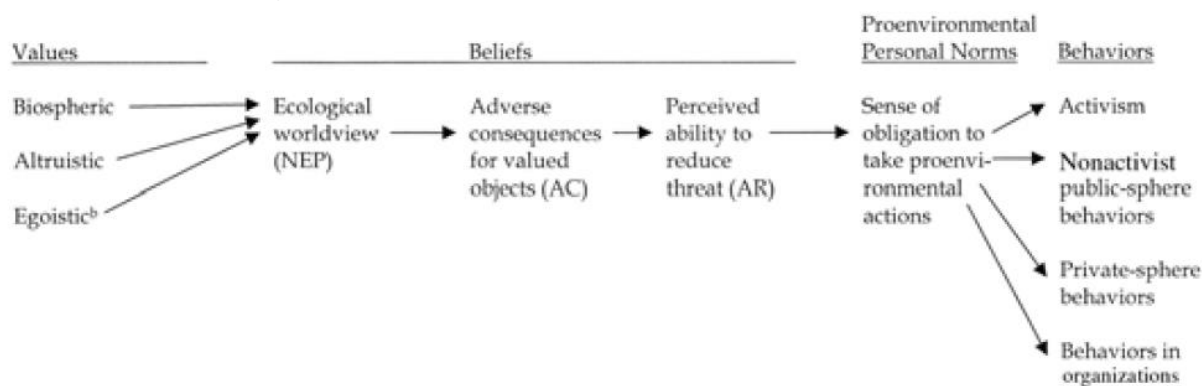 Values
Beliefs
Proenvironmental
Personal Norms
Behaviors
Biospheric
Altruistic
Egoisticᵇ
Ecological
worldview
(NEP)
Adverse
consequences
for valued
objects (AC)
Perceived
ability to
reduce
threat (AR)
Sense of
obligation to
take proenvi-
ronmental
actions
Activism
Nonactivist
public-sphere
behaviors
Private-sphere
behaviors
Behaviors in
organizations